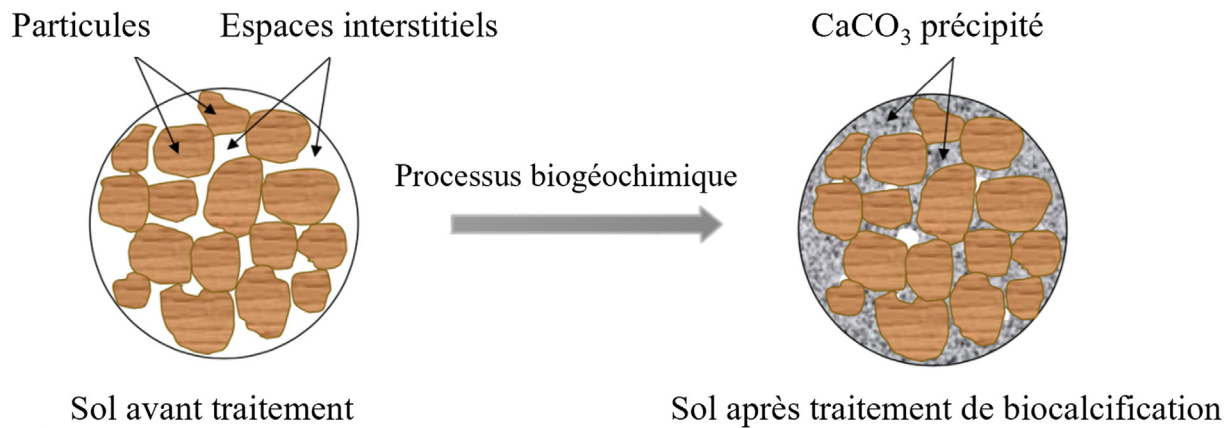 Particules
Espaces interstitiels
CaCO₃ précipité
Processus biogéochimique
Sol avant traitement
Sol après traitement de biocalcification